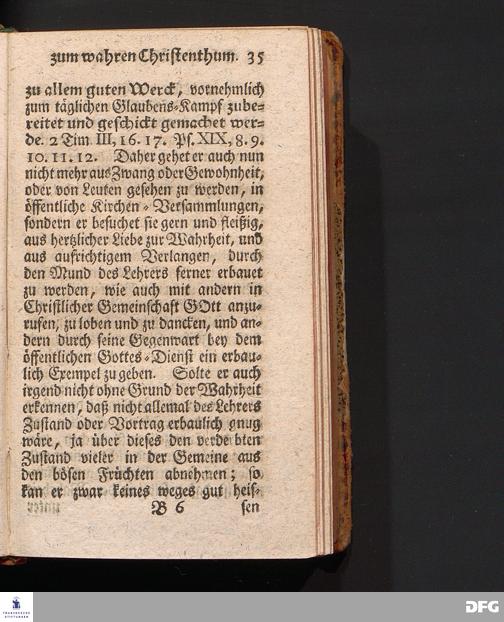 zum wahren Christenthum. 35
zu allem guten Werck, vornehmlich
zum täglichen Glaubens-Kampf zube-
reitet und geschickt gemachet wer-
de. 2 Tim III, 16. 17. Ps. XIX, 8. 9.
10. 11. 12. Daher gehet er auch nun
nicht mehr aus Zwang oder Gewohnheit,
oder von Leuten gesehen zu werden, in
öffentliche Kirchen-Versammlungen,
sondern er besuchet sie gern und fleißig,
aus hertzlicher Liebe zur Wahrheit, und
aus aufrichtigem Verlangen, durch
den Mund des Lehrers ferner erbauet
zu werden, wie auch mit andern in
Christlicher Gemeinschaft GOtt anzu-
rufen, zu loben und zu dancken, und an-
dern durch seine Gegenwart bey dem
öffentlichen Gottes-Dienst ein erbau-
lich Exempel zu geben. Solte er auch
irgend nicht ohne Grund der Wahrheit
erkennen, daß nicht allemal des Lehrers
Zustand oder Vortrag erbaulich gnug
wäre, ja über dieses den verderbten
Zustand vieler in der Gemeine aus
den bösen Früchten abnehmen; so
kan er zwar keines weges gut heis-
B 6 sen
FRANCKESCHE
STIFTUNGEN
DFG